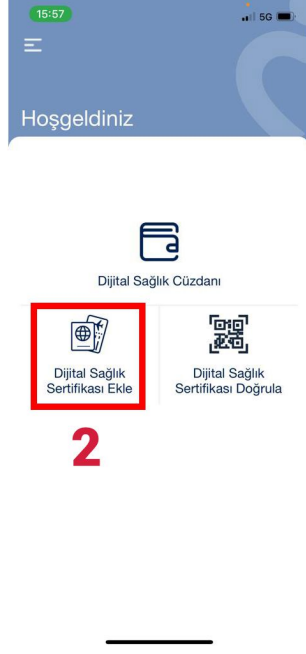 15:57
5G
Hoşgeldiniz
Dijital Sağlık Cüzdanı
Dijital Sağlık
Sertifikası Ekle
Dijital Sağlık
Sertifikası Doğrula
2